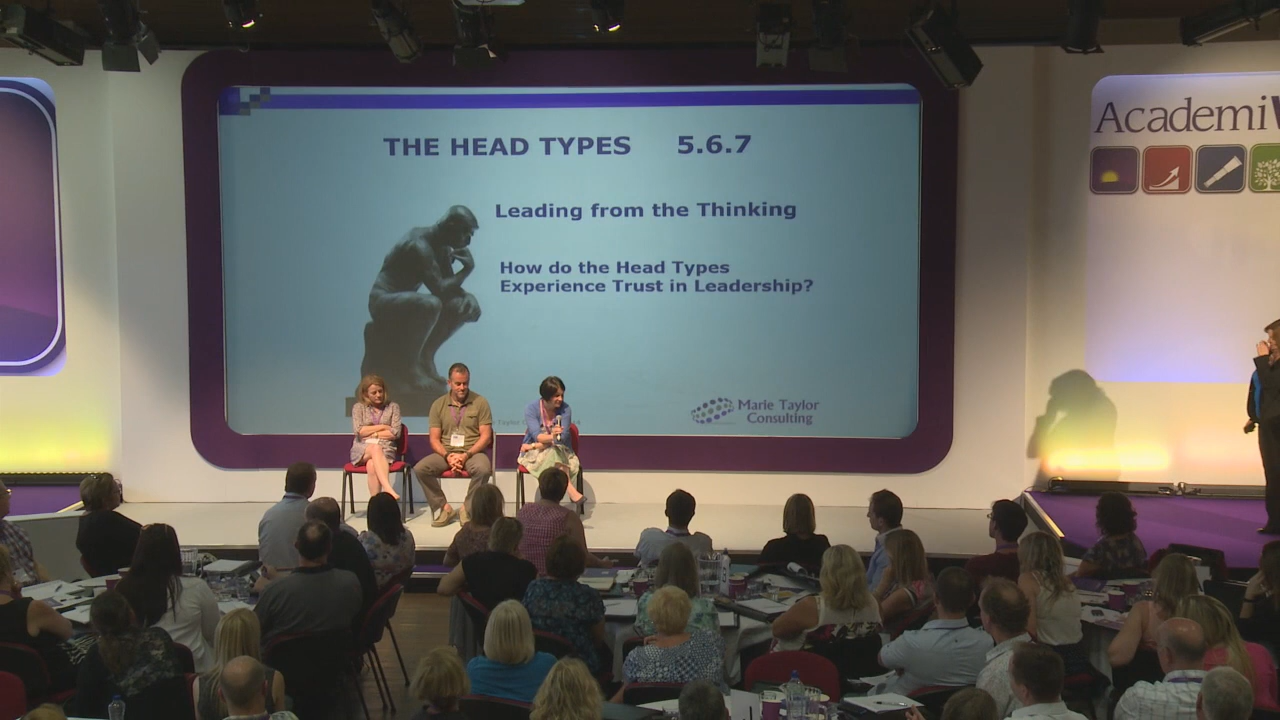 THE HEAD TYPES 5.6.7
Leading from the Thinking
How do the Head Types
Experience Trust in Leadership?
Marie Taylor
Consulting
Academi